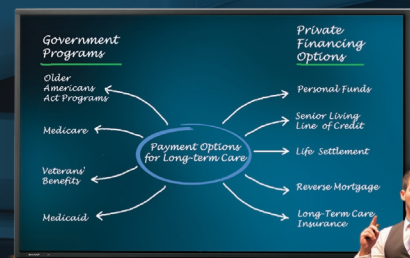 Government
Programs
Older
Americans
Act Programs
Medicare
Veterans'
Benefits
Medicaid
Payment Options
for Long-term Care
Private
Financing
Options
Personal Funds
Senior Living
Line of Credit
Life Settlement
Reverse Mortgage
Long-Term Care
Insurance